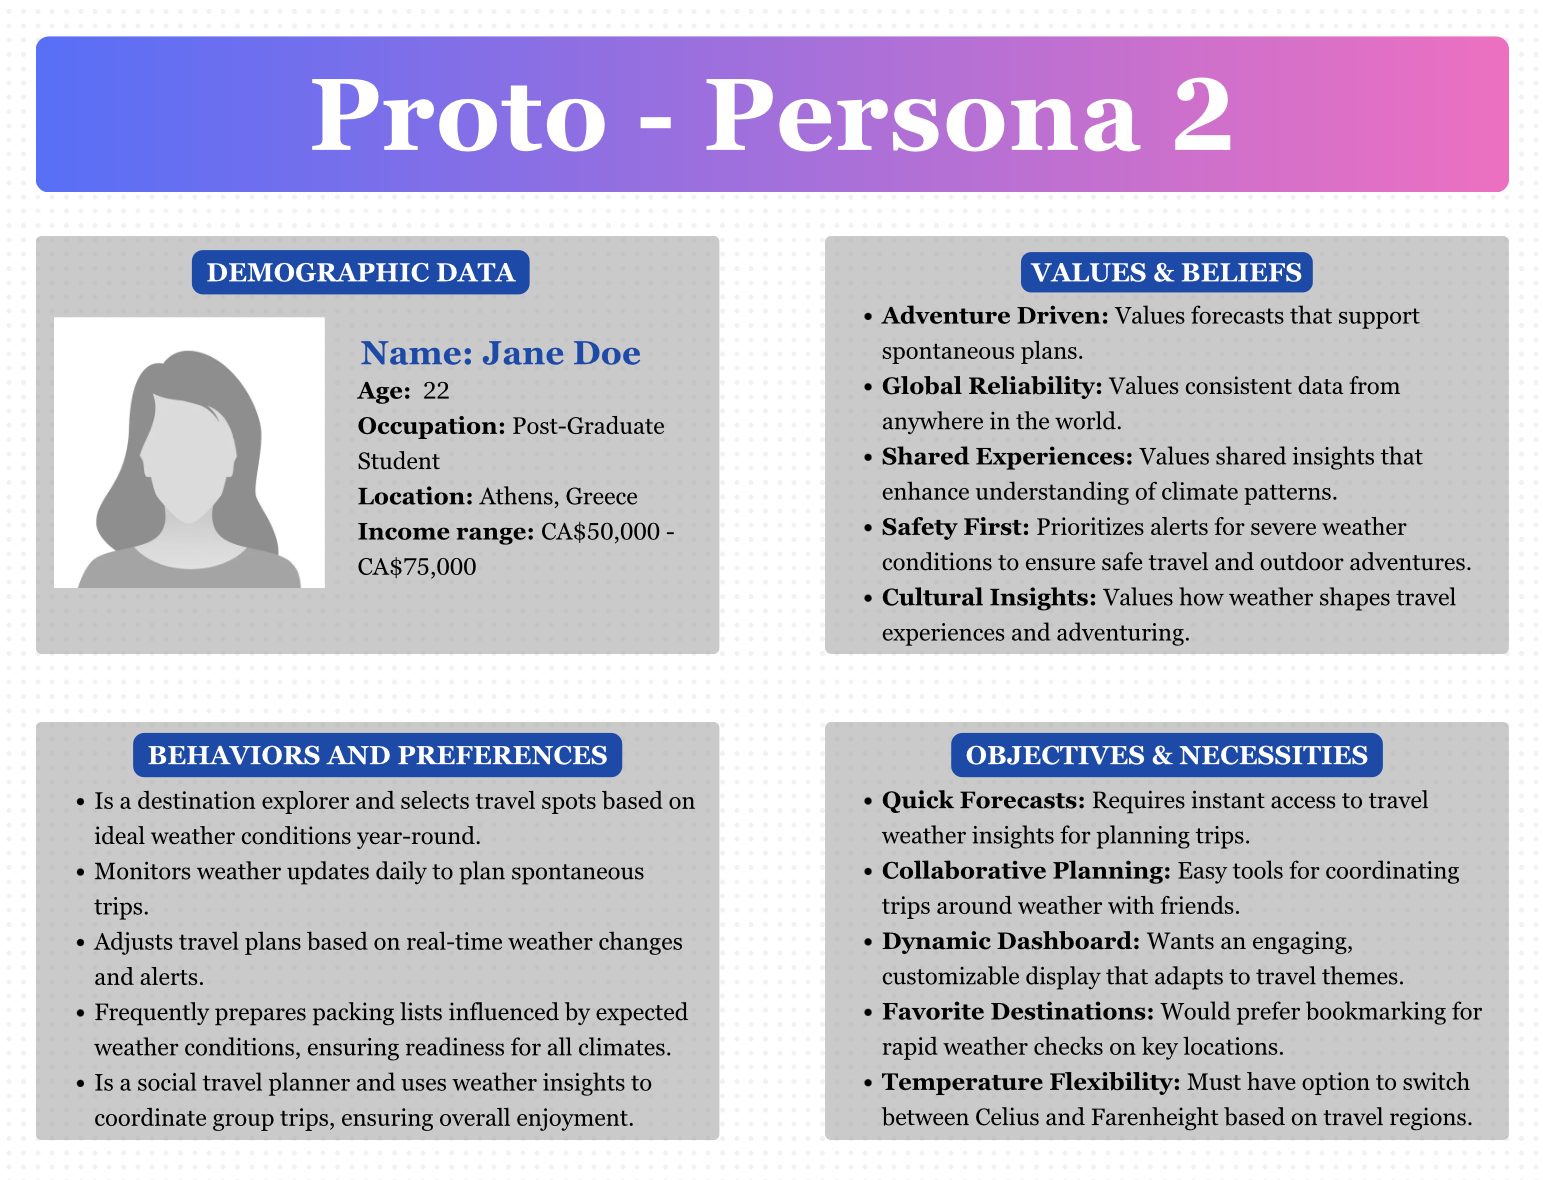 Proto - Persona 2
DEMOGRAPHIC DATA
Name: Jane Doe
Age: 22
Occupation: Post-Graduate
Student
Location: Athens, Greece
Income range: CA$50,000 -
CA$75,000
VALUES & BELIEFS
• Adventure Driven: Values forecasts that support
spontaneous plans.
• Global Reliability: Values consistent data from
anywhere in the world.
• Shared Experiences: Values shared insights that
enhance understanding of climate patterns.
• Safety First: Prioritizes alerts for severe weather
conditions to ensure safe travel and outdoor adventures.
• Cultural Insights: Values how weather shapes travel
experiences and adventuring.
BEHAVIORS AND PREFERENCES
• Is a destination explorer and selects travel spots based on
ideal weather conditions year-round.
• Monitors weather updates daily to plan spontaneous
trips.
• Adjusts travel plans based on real-time weather changes
and alerts.
• Frequently prepares packing lists influenced by expected
weather conditions, ensuring readiness for all climates.
• Is a social travel planner and uses weather insights to
coordinate group trips, ensuring overall enjoyment.
OBJECTIVES & NECESSITIES
• Quick Forecasts: Requires instant access to travel
weather insights for planning trips.
• Collaborative Planning: Easy tools for coordinating
trips around weather with friends.
• Dynamic Dashboard: Wants an engaging,
customizable display that adapts to travel themes.
• Favorite Destinations: Would prefer bookmarking for
rapid weather checks on key locations.
• Temperature Flexibility: Must have option to switch
between Celius and Farenheight based on travel regions.